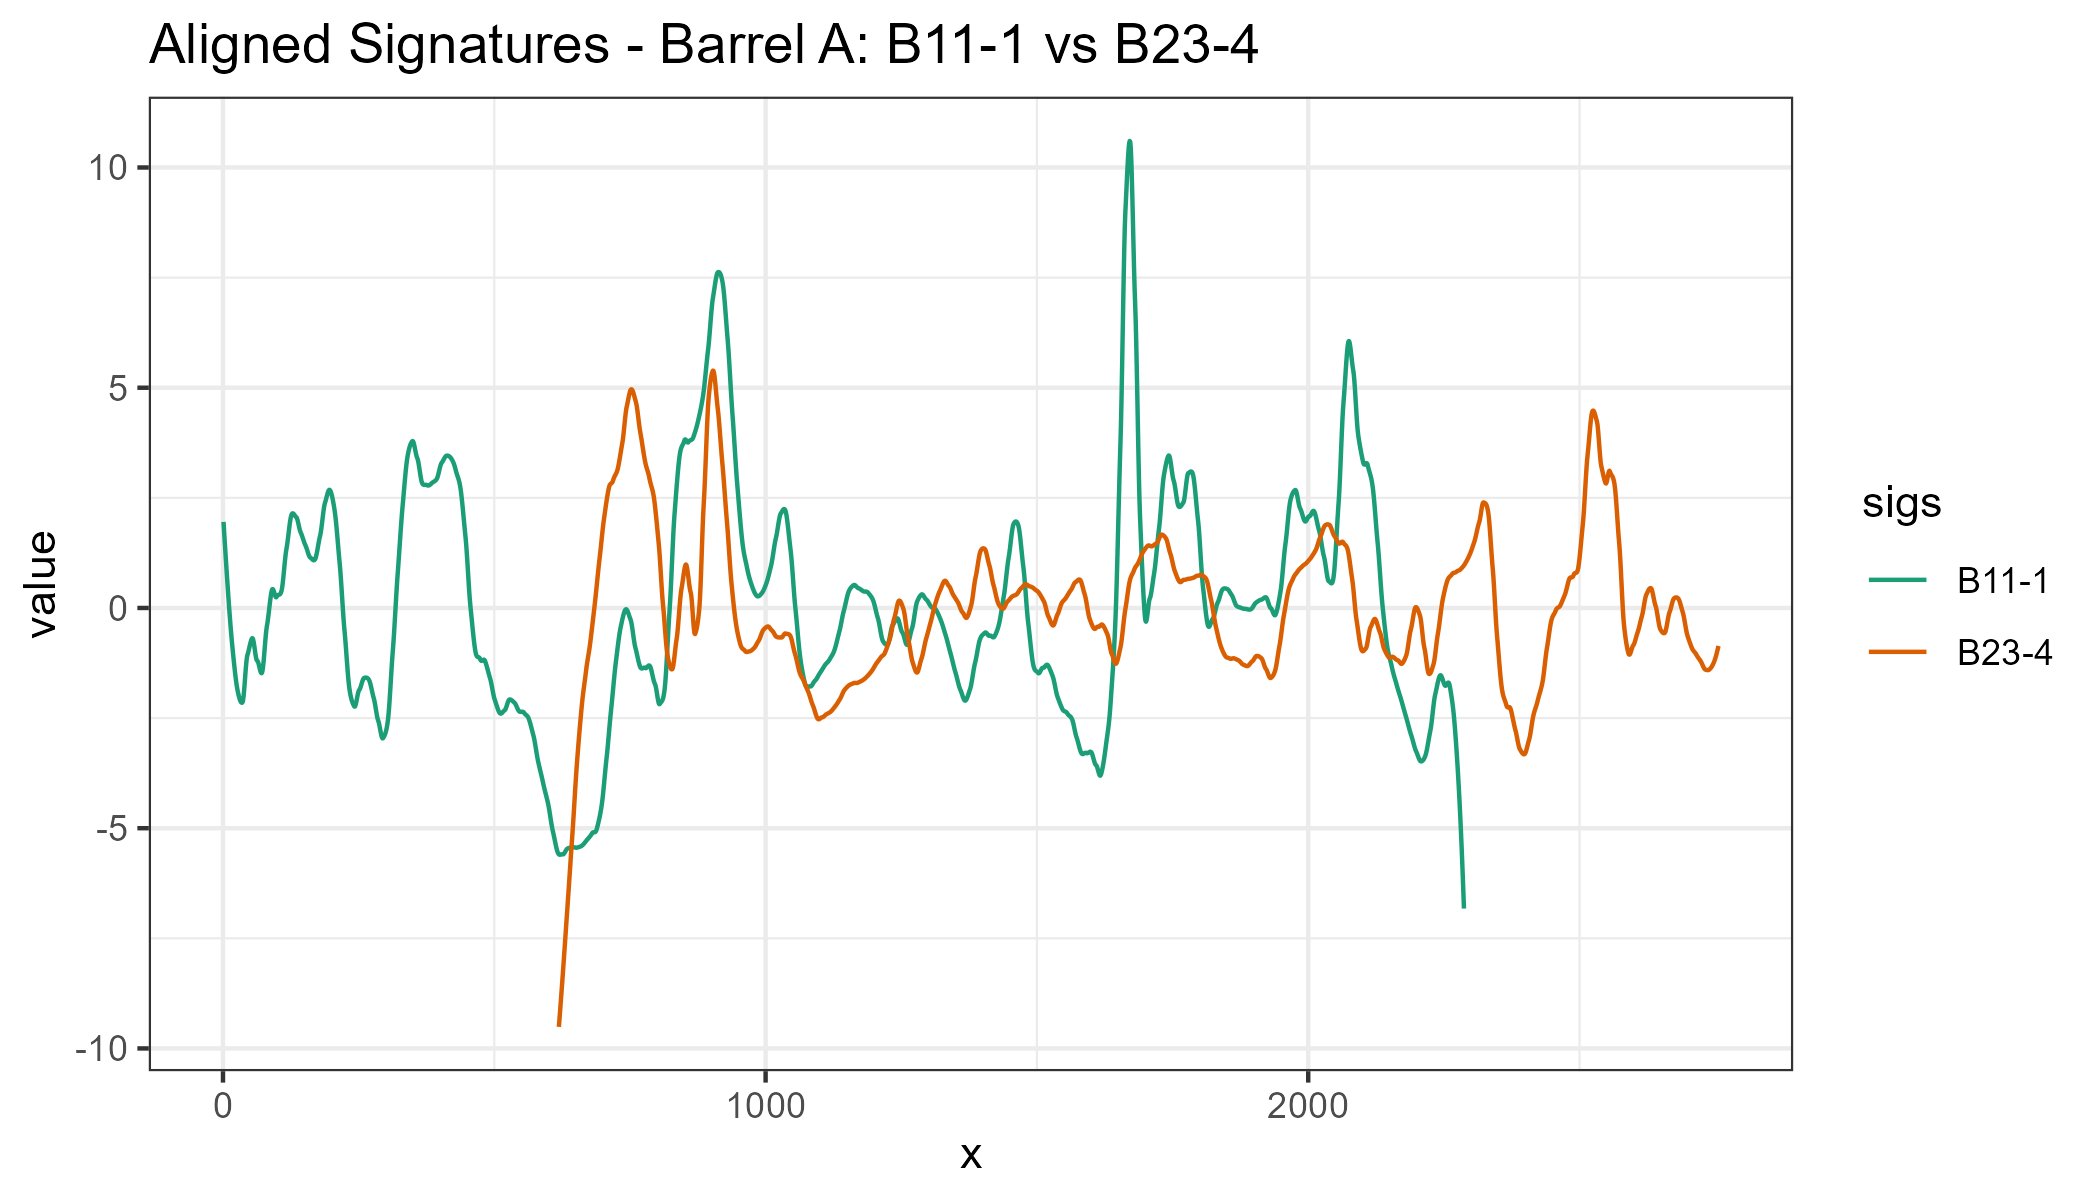 Aligned Signatures - Barrel A: B11-1 vs B23-4
value
10
5
0
-5
-10
0
1000
2000
x
sigs
B11-1
B23-4